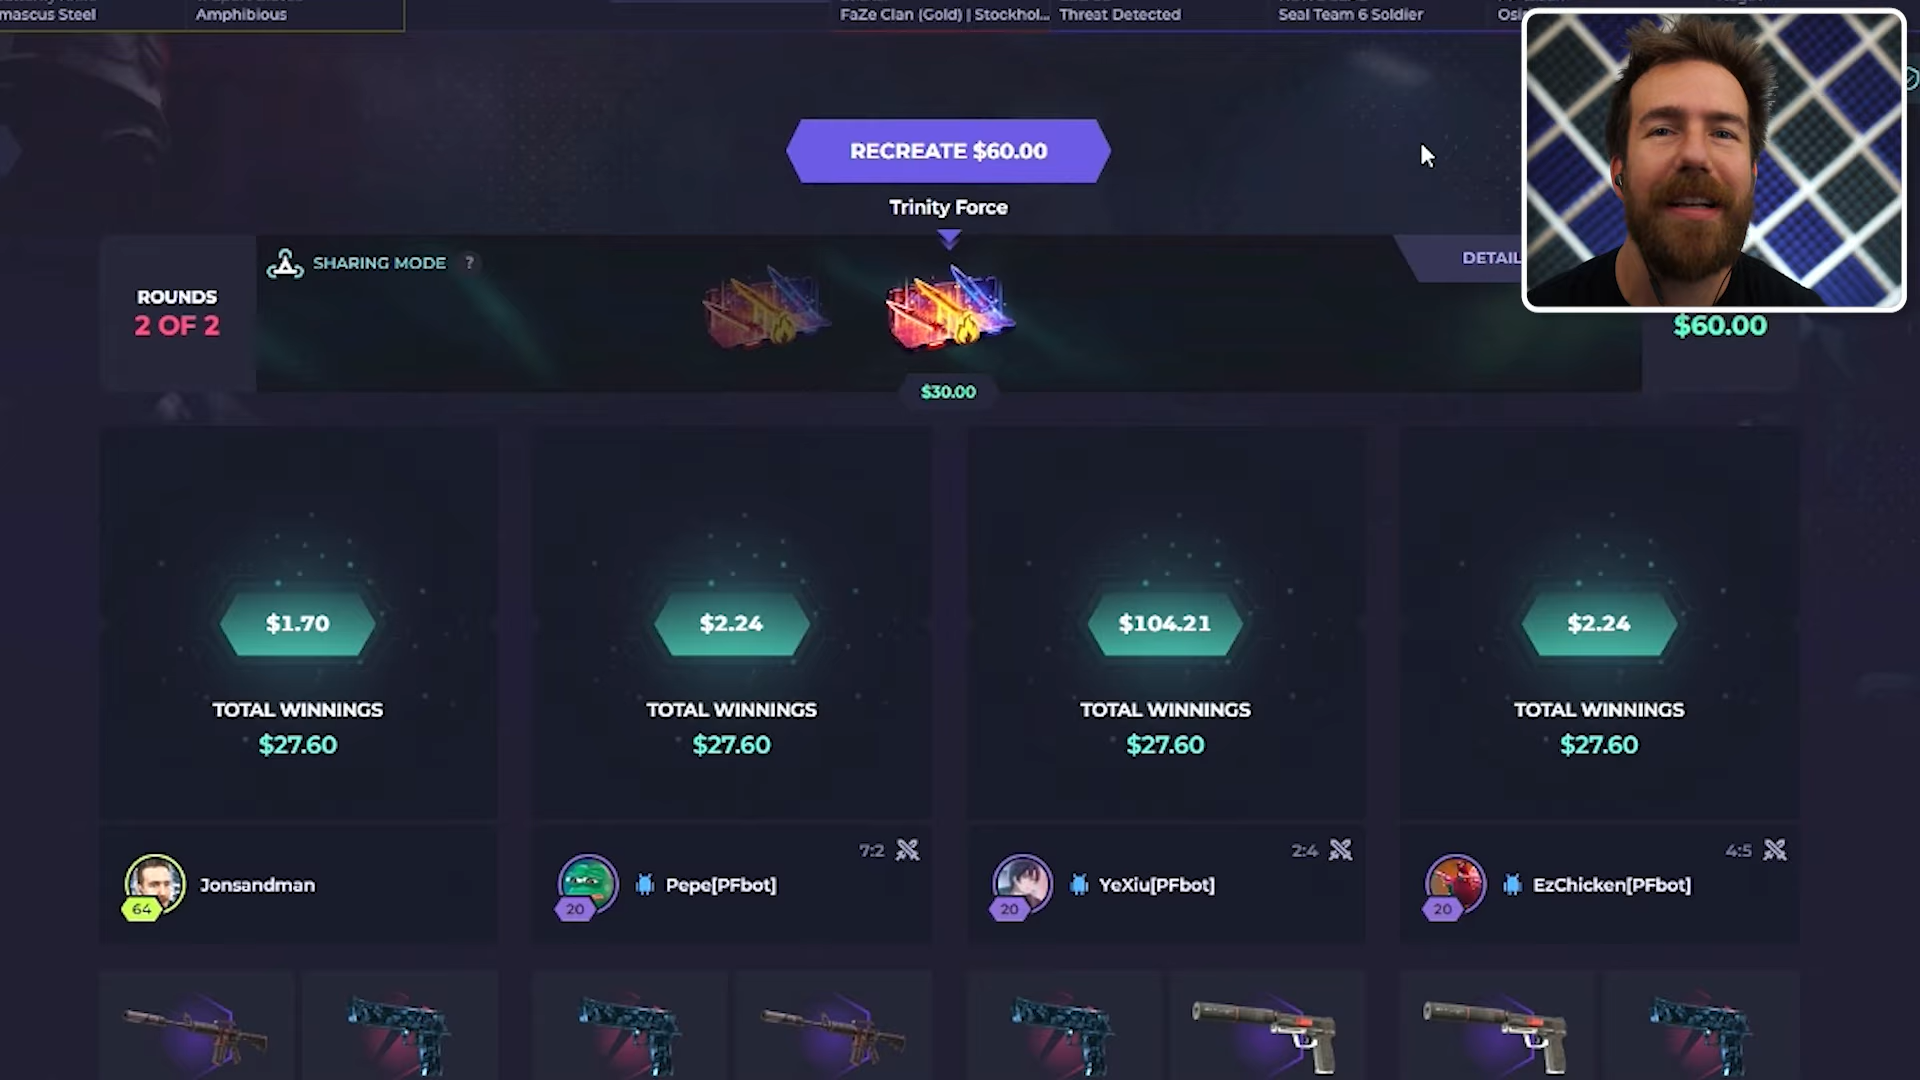 mascus Steel
Amphibious
FaZe Clan (Gold) | Stockhol...
Threat Detected
Seal Team 6 Soldier
RECREATE $60.00
Trinity Force
SHARING MODE ?
DETAIL
ROUNDS
2 OF 2
$60.00
$30.00
$1.70
$2.24
$104.21
$2.24
TOTAL WINNINGS
TOTAL WINNINGS
TOTAL WINNINGS
TOTAL WINNINGS
$27.60
$27.60
$27.60
$27.60
7:2
2:4
4:5
Jonsandman
Pepe[PFbot]
YeXiu[PFbot]
EzChicken[PFbot]
64
20
20
20